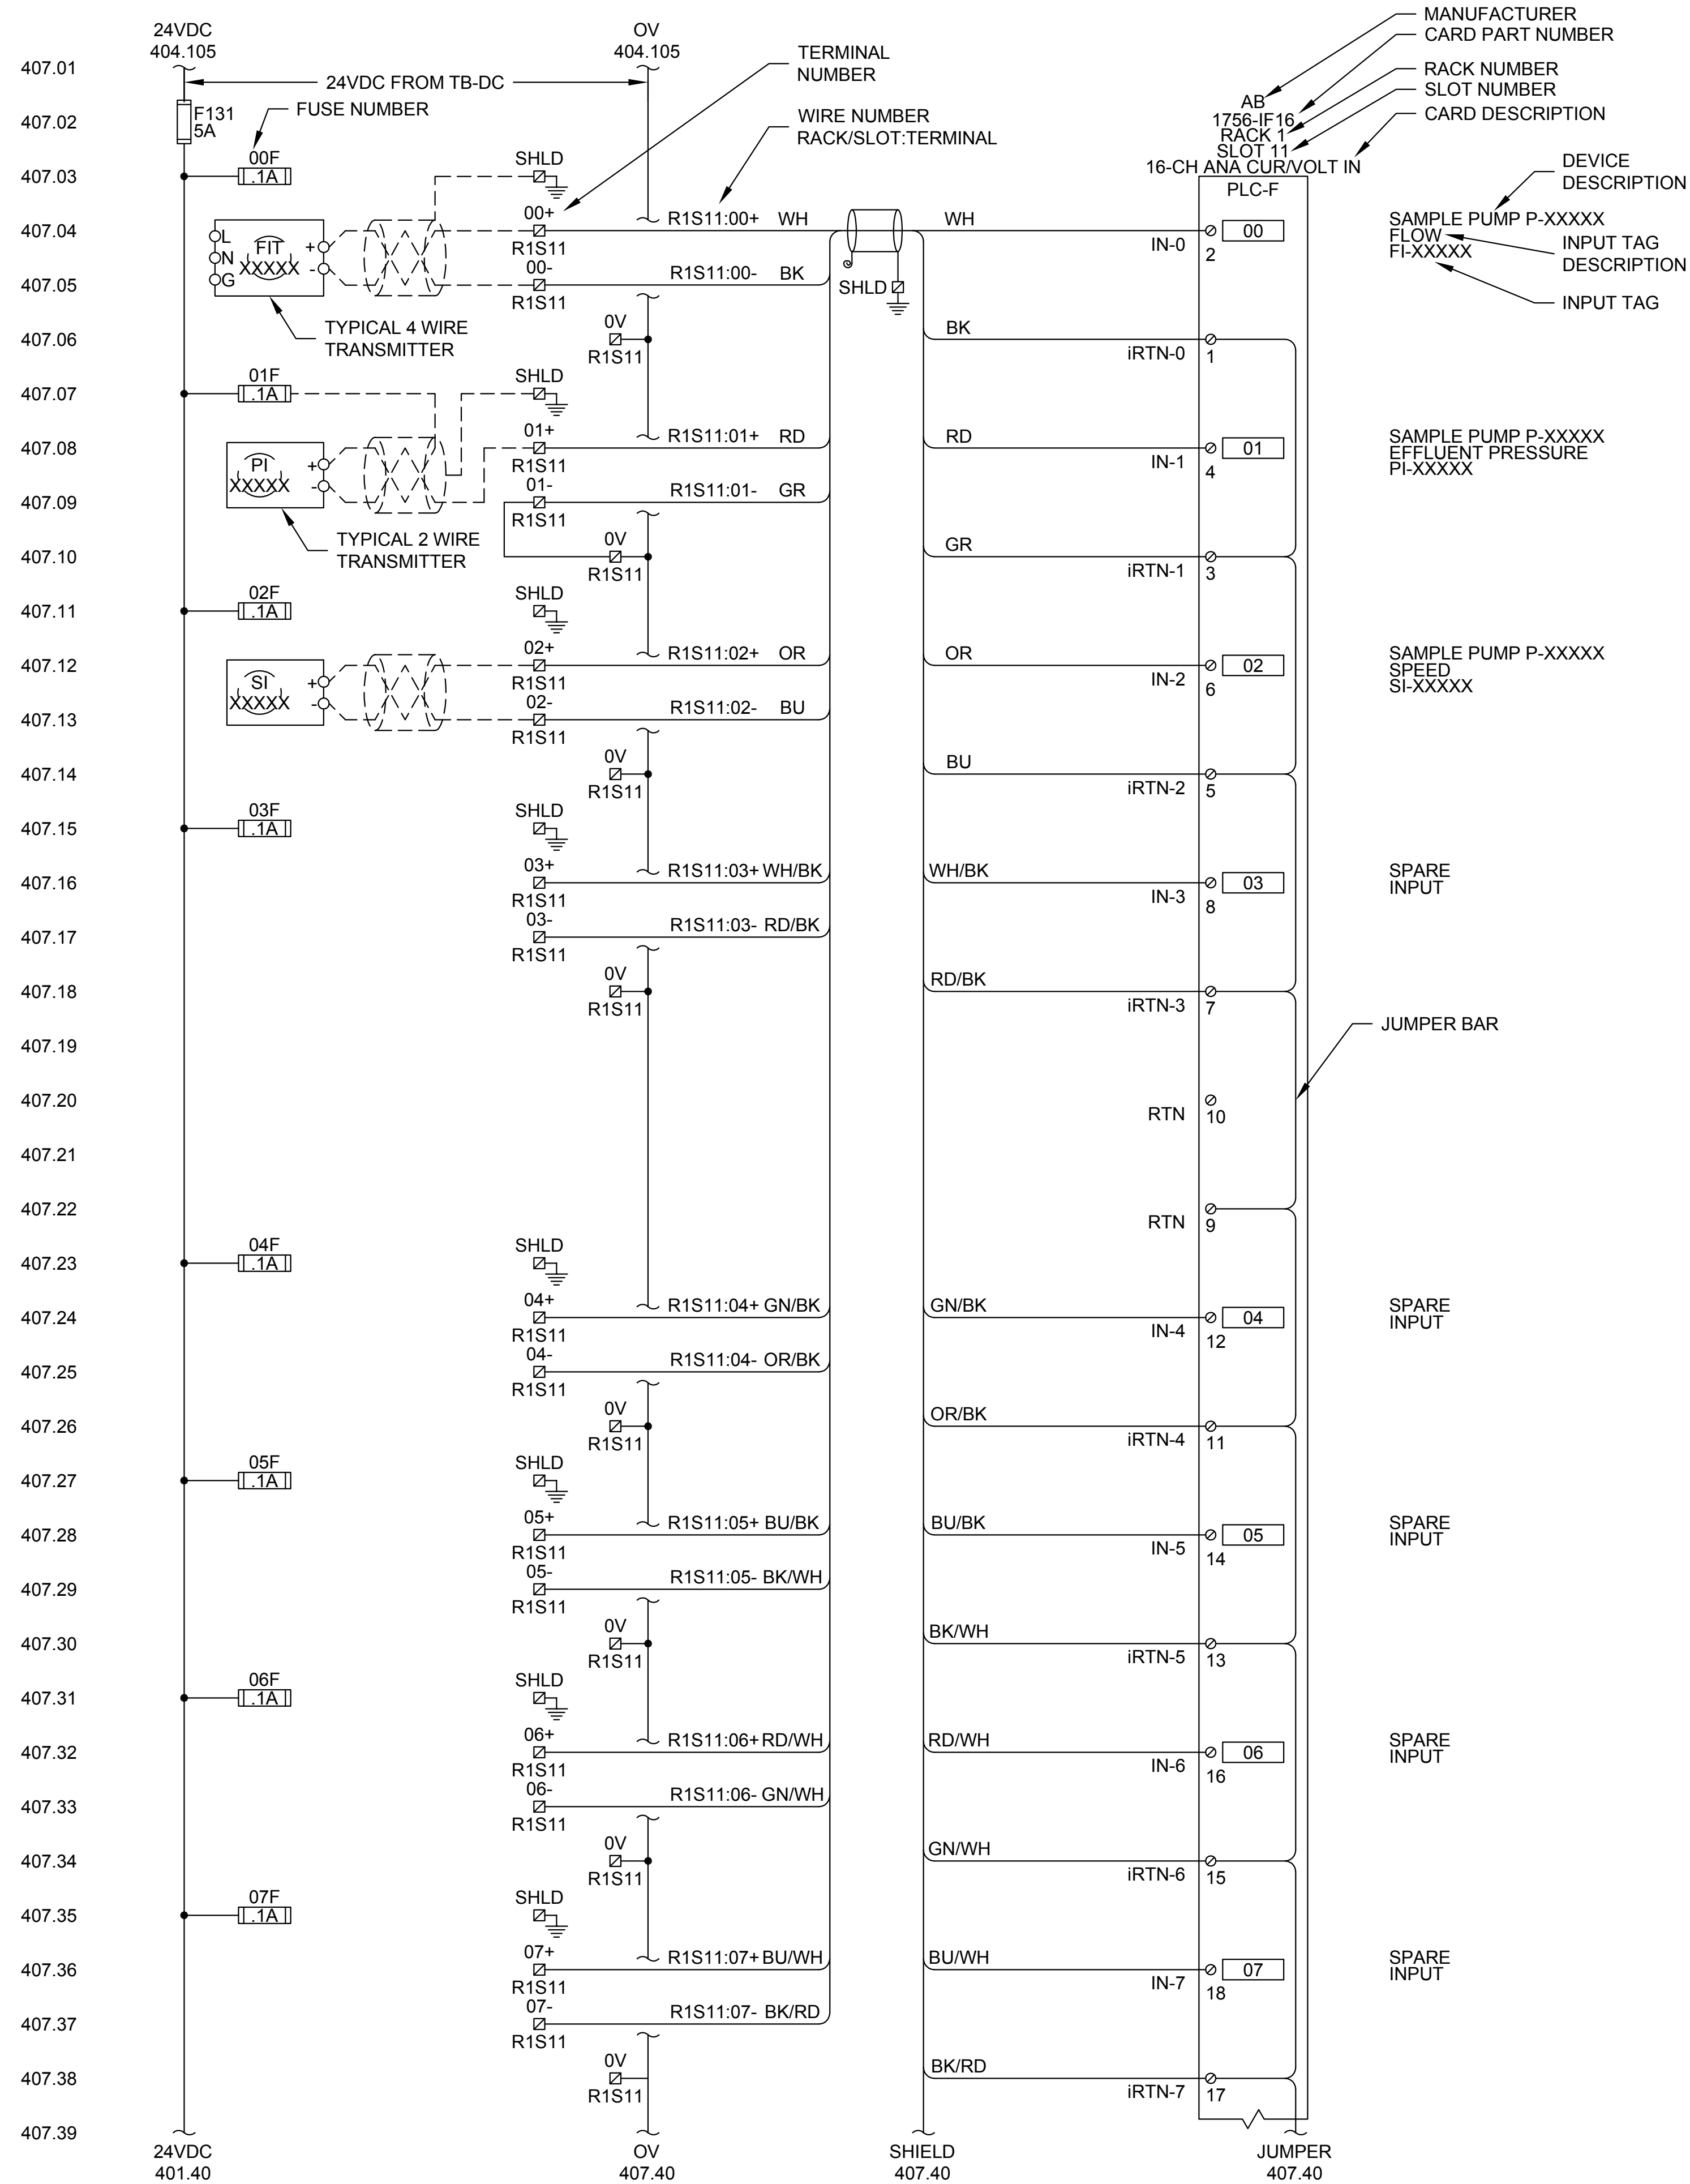 24VDC
404.105
OV
404.105
MANUFACTURER
CARD PART NUMBER
407.01
24VDC FROM TB-DC
TERMINAL
NUMBER
RACK NUMBER
SLOT NUMBER
CARD DESCRIPTION
407.02
F131
5A
FUSE NUMBER
WIRE NUMBER
RACK/SLOT:TERMINAL
AB
1756-IF16
RACK 1
SLOT 11
16-CH ANA CUR/VOLT IN
PLC-F
DEVICE
DESCRIPTION
407.03
00F
.1A
SHLD
407.04
L
N
G
FIT
XXXXX
+
-
00+
R1S11
R1S11:00+ WH
WH
IN-0
2
00
SAMPLE PUMP P-XXXXX
FLOW
FI-XXXXX
INPUT TAG
DESCRIPTION
INPUT TAG
407.05
00-
R1S11
R1S11:00- BK
SHLD
TYPICAL 4 WIRE
TRANSMITTER
407.06
0V
R1S11
BK
iRTN-0
1
407.07
01F
.1A
SHLD
407.08
PI
XXXXX
+
-
01+
R1S11
R1S11:01+ RD
RD
IN-1
4
01
SAMPLE PUMP P-XXXXX
EFFLUENT PRESSURE
PI-XXXXX
407.09
01-
R1S11
R1S11:01- GR
TYPICAL 2 WIRE
TRANSMITTER
407.10
0V
R1S11
GR
iRTN-1
3
407.11
02F
.1A
SHLD
407.12
SI
XXXXX
+
-
02+
R1S11
R1S11:02+ OR
OR
IN-2
6
02
SAMPLE PUMP P-XXXXX
SPEED
SI-XXXXX
407.13
02-
R1S11
R1S11:02- BU
407.14
0V
R1S11
BU
iRTN-2
5
407.15
03F
.1A
SHLD
407.16
03+
R1S11
R1S11:03+ WH/BK
WH/BK
IN-3
8
03
SPARE
INPUT
407.17
03-
R1S11
R1S11:03- RD/BK
407.18
0V
R1S11
RD/BK
iRTN-3
7
JUMPER BAR
407.19
407.20
RTN
10
407.21
407.22
RTN
9
407.23
04F
.1A
SHLD
407.24
04+
R1S11
R1S11:04+ GN/BK
GN/BK
IN-4
12
04
SPARE
INPUT
407.25
04-
R1S11
R1S11:04- OR/BK
407.26
0V
R1S11
OR/BK
iRTN-4
11
407.27
05F
.1A
SHLD
407.28
05+
R1S11
R1S11:05+ BU/BK
BU/BK
IN-5
14
05
SPARE
INPUT
407.29
05-
R1S11
R1S11:05- BK/WH
407.30
0V
R1S11
BK/WH
iRTN-5
13
407.31
06F
.1A
SHLD
407.32
06+
R1S11
R1S11:06+ RD/WH
RD/WH
IN-6
16
06
SPARE
INPUT
407.33
06-
R1S11
R1S11:06- GN/WH
407.34
0V
R1S11
GN/WH
iRTN-6
15
407.35
07F
.1A
SHLD
407.36
07+
R1S11
R1S11:07+ BU/WH
BU/WH
IN-7
18
07
SPARE
INPUT
407.37
07-
R1S11
R1S11:07- BK/RD
407.38
0V
R1S11
BK/RD
iRTN-7
17
407.39
24VDC
401.40
OV
407.40
SHIELD
407.40
JUMPER
407.40